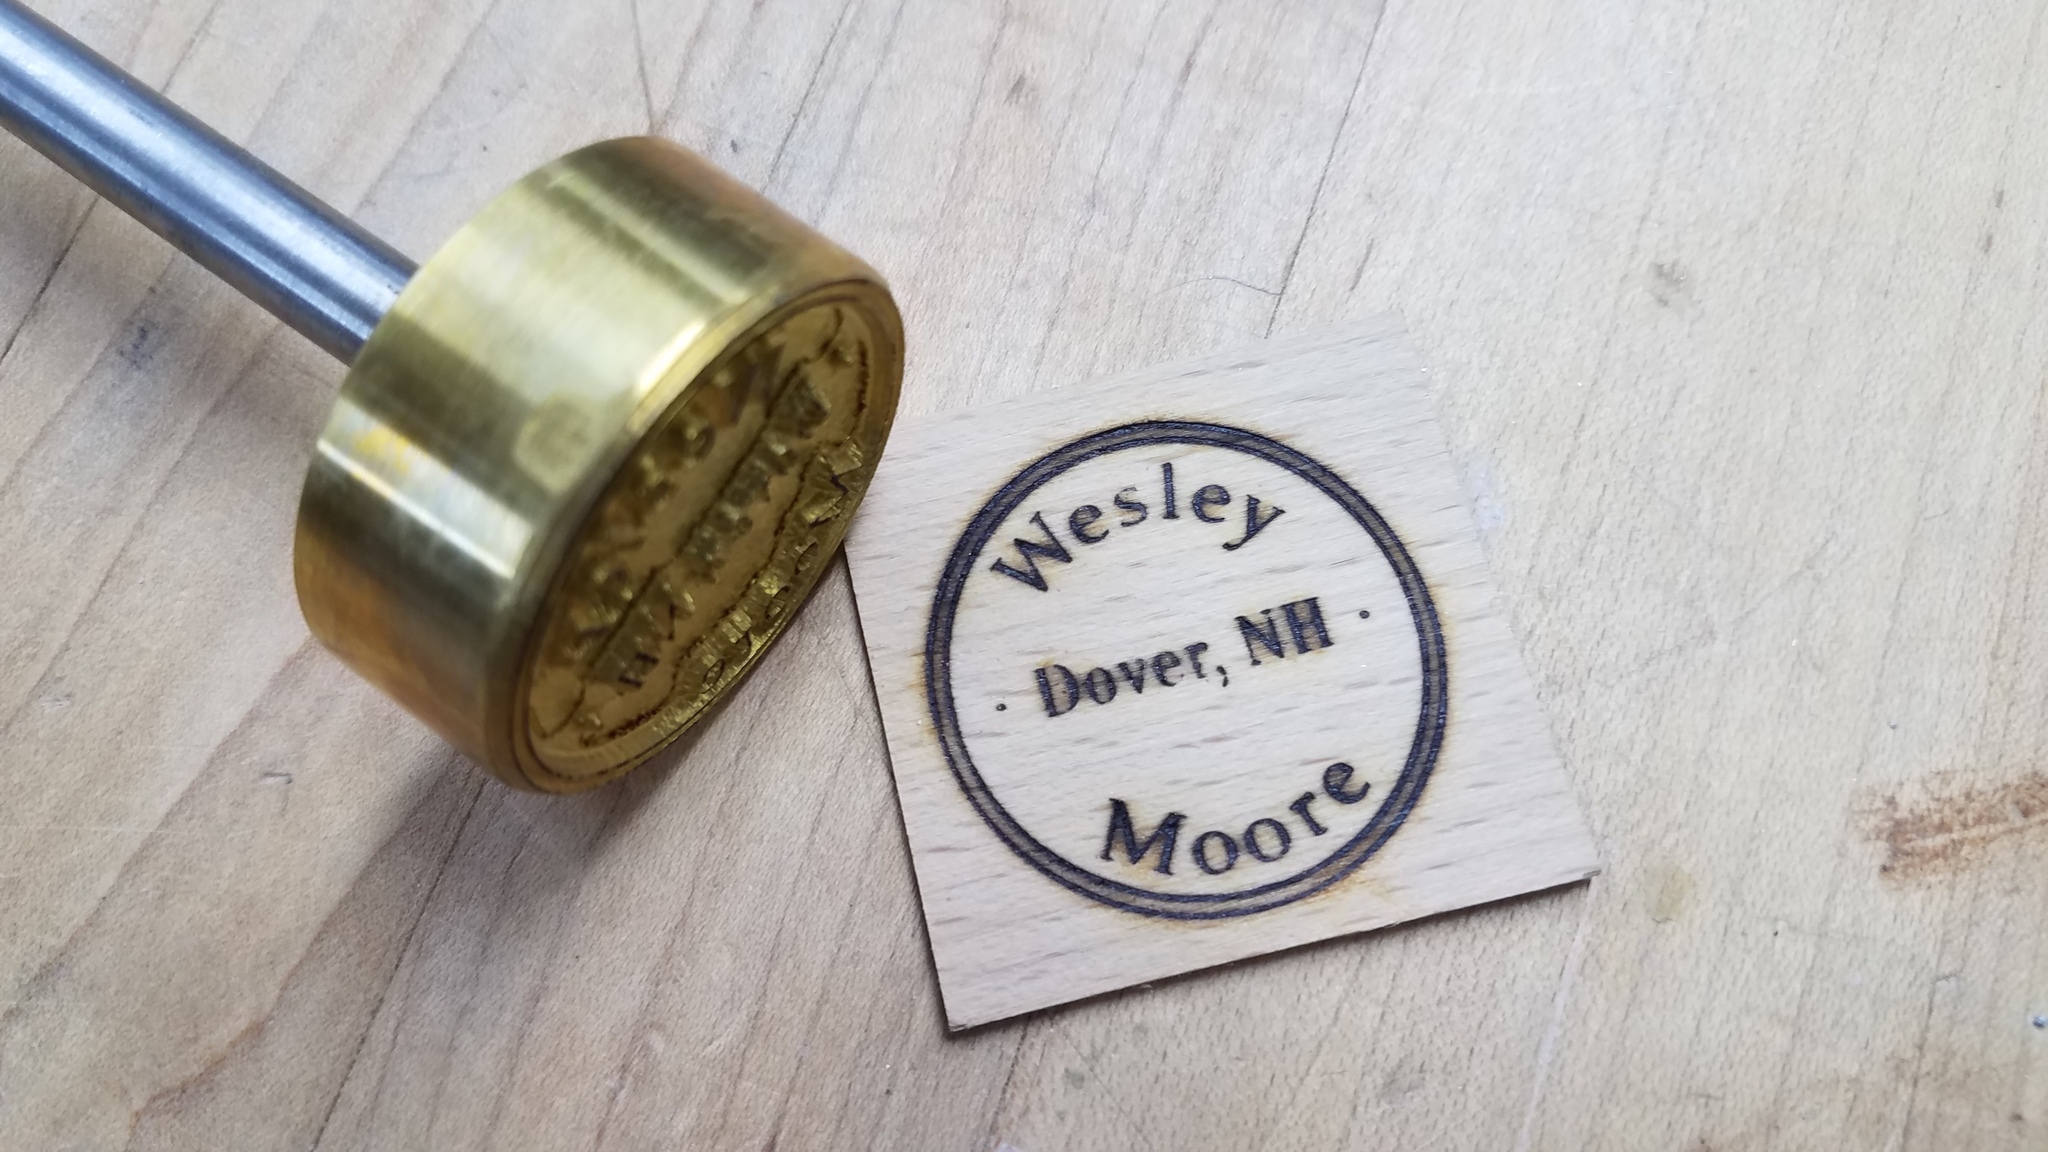 Wesley
· Dover, NH ·
Moore